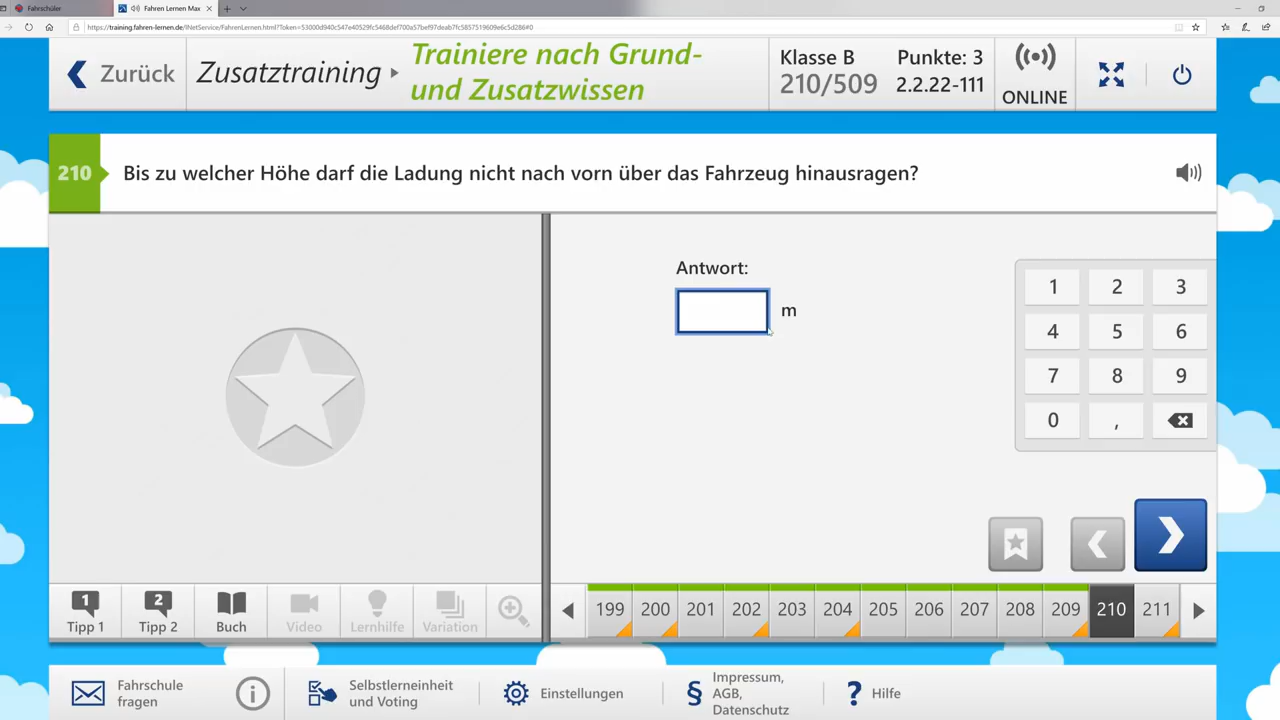 Fahrschüler
Fahren Lernen Max
https://training.fahren-lernen.de/INetService/FahrenLernen.html?Token=53000d940c547e40529fc5468def700a57bef97deab7fc5857519609e6c5d286#0
Zurück
Zusatztraining
Trainiere nach Grund-
und Zusatzwissen
Klasse B
210/509
Punkte: 3
2.2.22-111
ONLINE
210
Bis zu welcher Höhe darf die Ladung nicht nach vorn über das Fahrzeug hinausragen?
Antwort:
m
1 2 3
4 5 6
7 8 9
0 ,
1 Tipp 1
2 Tipp 2
Buch
Video
Lernhilfe
Variation
199 200 201 202 203 204 205 206 207 208 209 210 211
Fahrschule
fragen
Selbstlerneinheit
und Voting
Einstellungen
§ Impressum,
AGB,
Datenschutz
? Hilfe